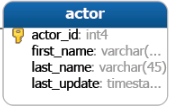 actor
actor_id: int4
first_name: varchar(...
last_name: varchar(45)
last_update: timesta...